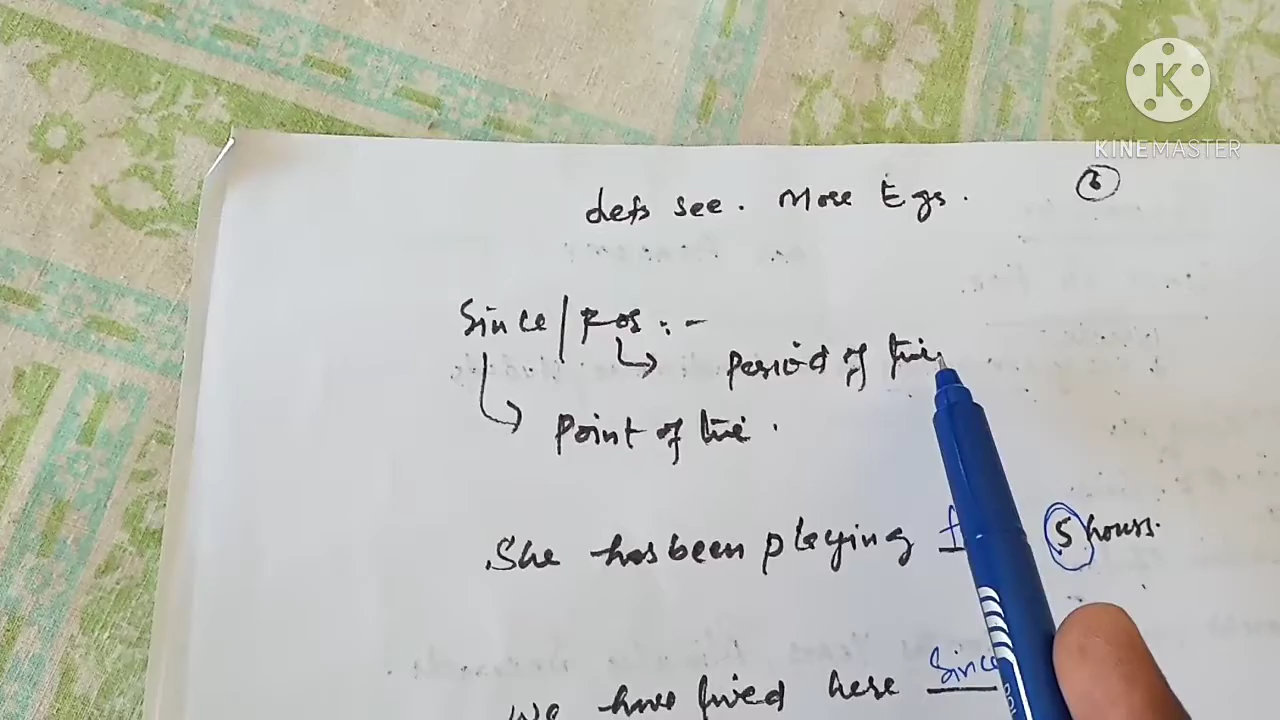 K
KINEMASTER
Lets see. More Egs.
6
Since / For :-
Period of time
Point of time.
She has been playing f 5 hours.
We have lived here Since